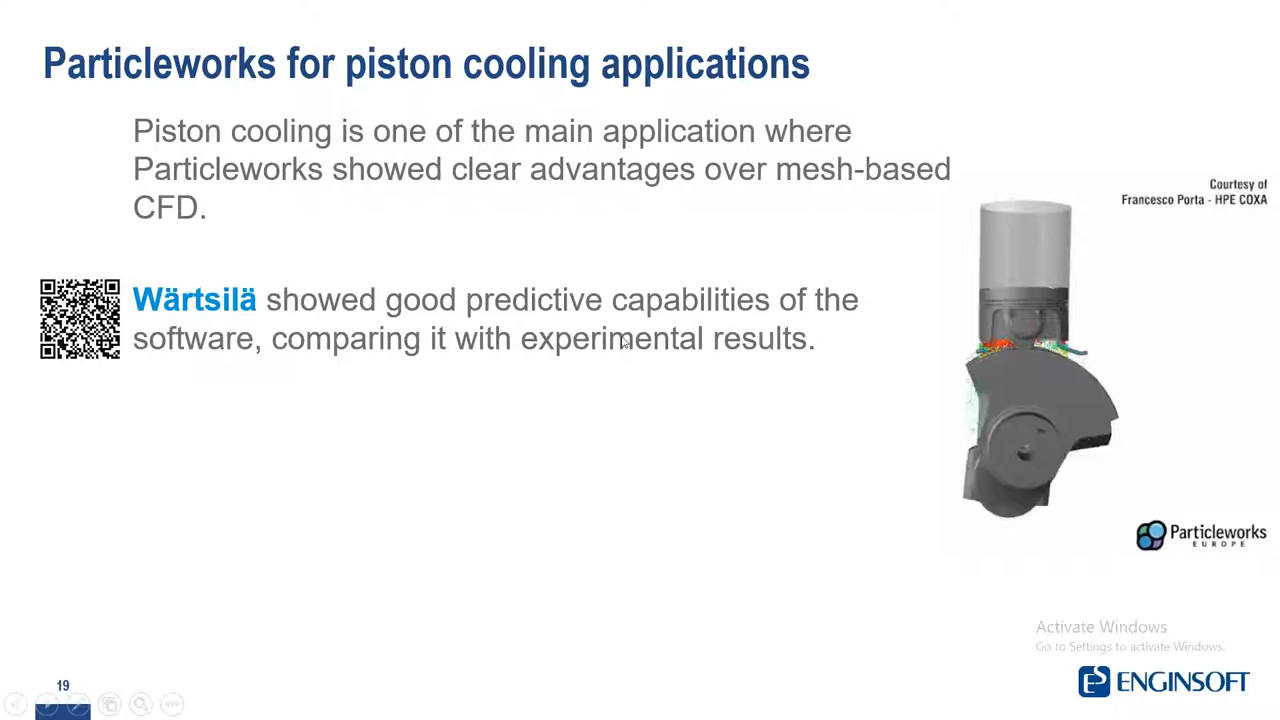 Particleworks for piston cooling applications
Piston cooling is one of the main application where
Particleworks showed clear advantages over mesh-based
CFD.
Courtesy of
Francesco Porta - HPE COXA
Wärtsilä showed good predictive capabilities of the
software, comparing it with experimental results.
Particleworks
EUROPE
Activate Windows
Go to Settings to activate Windows.
19
ENGINSOFT